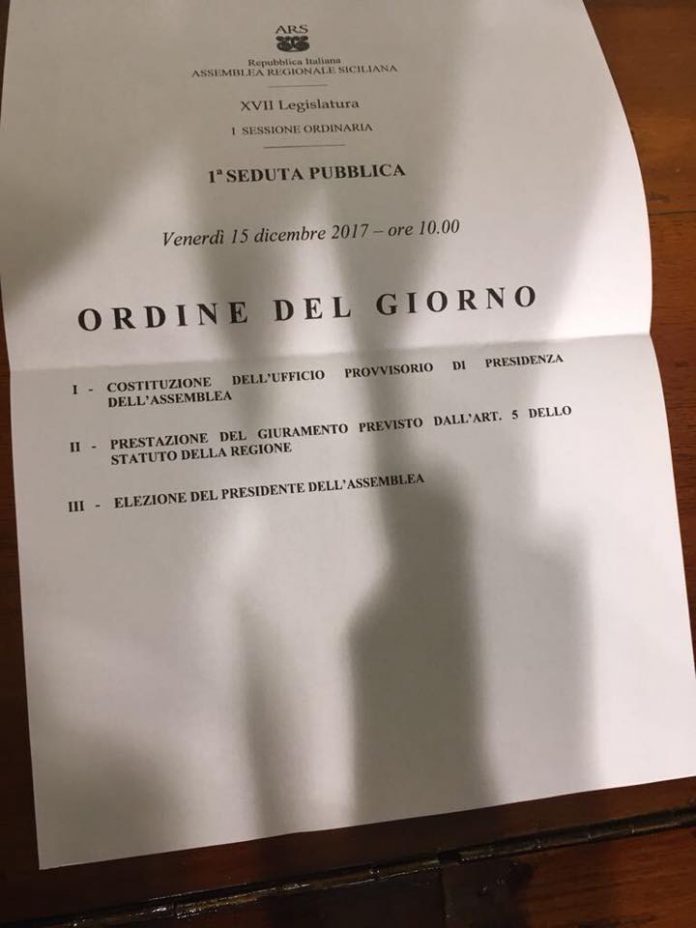 ARS
Repubblica Italiana
ASSEMBLEA REGIONALE SICILIANA
XVII Legislatura
I SESSIONE ORDINARIA
1ª SEDUTA PUBBLICA
Venerdì 15 dicembre 2017 – ore 10.00
ORDINE DEL GIORNO
I - COSTITUZIONE DELL'UFFICIO PROVVISORIO DI PRESIDENZA
DELL'ASSEMBLEA
II - PRESTAZIONE DEL GIURAMENTO PREVISTO DALL'ART. 5 DELLO
STATUTO DELLA REGIONE
III - ELEZIONE DEL PRESIDENTE DELL'ASSEMBLEA